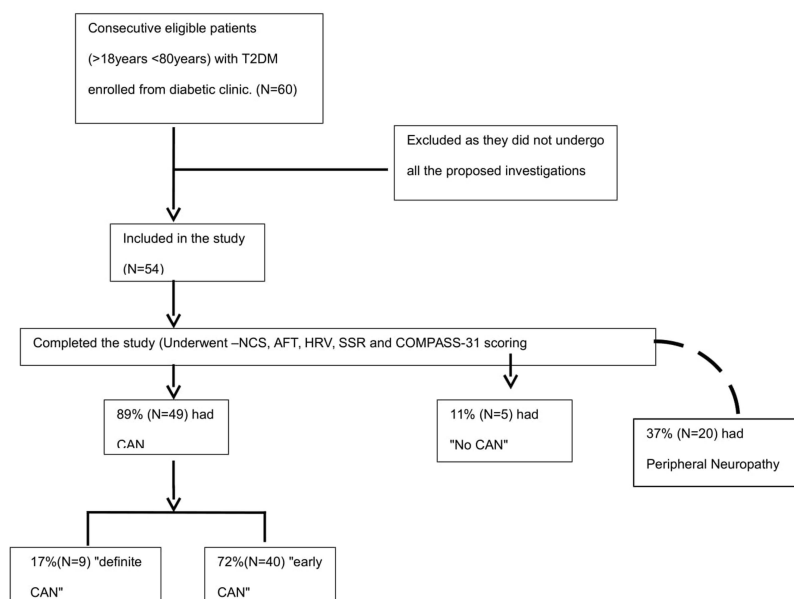 Consecutive eligible patients
(>18years <80years) with T2DM
enrolled from diabetic clinic. (N=60)
Excluded as they did not undergo
all the proposed investigations
Included in the study
(N=54)
Completed the study (Underwent –NCS, AFT, HRV, SSR and COMPASS-31 scoring
89% (N=49) had
CAN
11% (N=5) had
"No CAN"
37% (N=20) had
Peripheral Neuropathy
17%(N=9) "definite
CAN"
72%(N=40) "early
CAN"